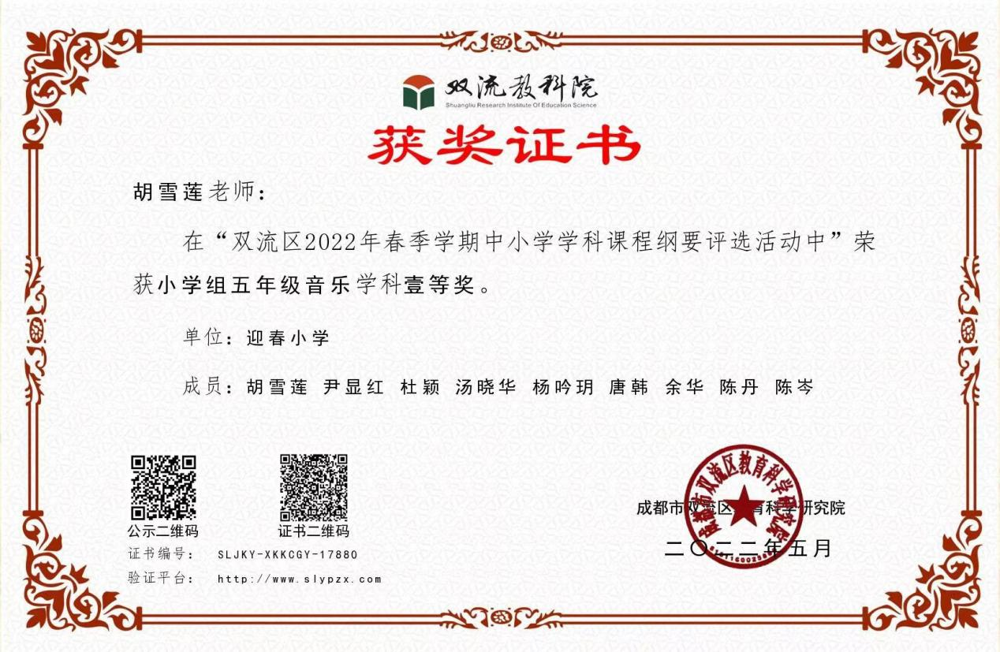 双流教科院
Shuangliu Research Institute Of Education Science
获奖证书
胡雪莲老师：
在“双流区2022年春季学期中小学学科课程纲要评选活动中”荣
获小学组五年级音乐学科壹等奖。
单位：迎春小学
成员：胡雪莲 尹显红 杜颖 汤晓华 杨吟玥 唐韩 余华 陈丹 陈岑
公示二维码 证书二维码
证书编号： SLJKY-XKKCGY-17880
验证平台： http://www.slypzx.com
成都市双流区教育科学研究院
成都市双流区教育科学研究院
二〇二二年五月